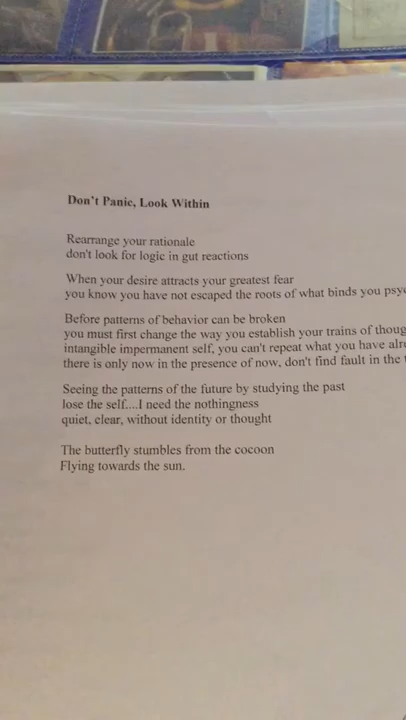 Don't Panic, Look Within
Rearrange your rationale
don't look for logic in gut reactions
When your desire attracts your greatest fear
you know you have not escaped the roots of what binds you
Before patterns of behavior can be broken
you must first change the way you establish your trains of
intangible impermanent self, you can't repeat what you have
there is only now in the presence of now, don't find fault in the
Seeing the patterns of the future by studying the past
lose the self....I need the nothingness
quiet, clear, without identity or thought
The butterfly stumbles from the cocoon
Flying towards the sun.